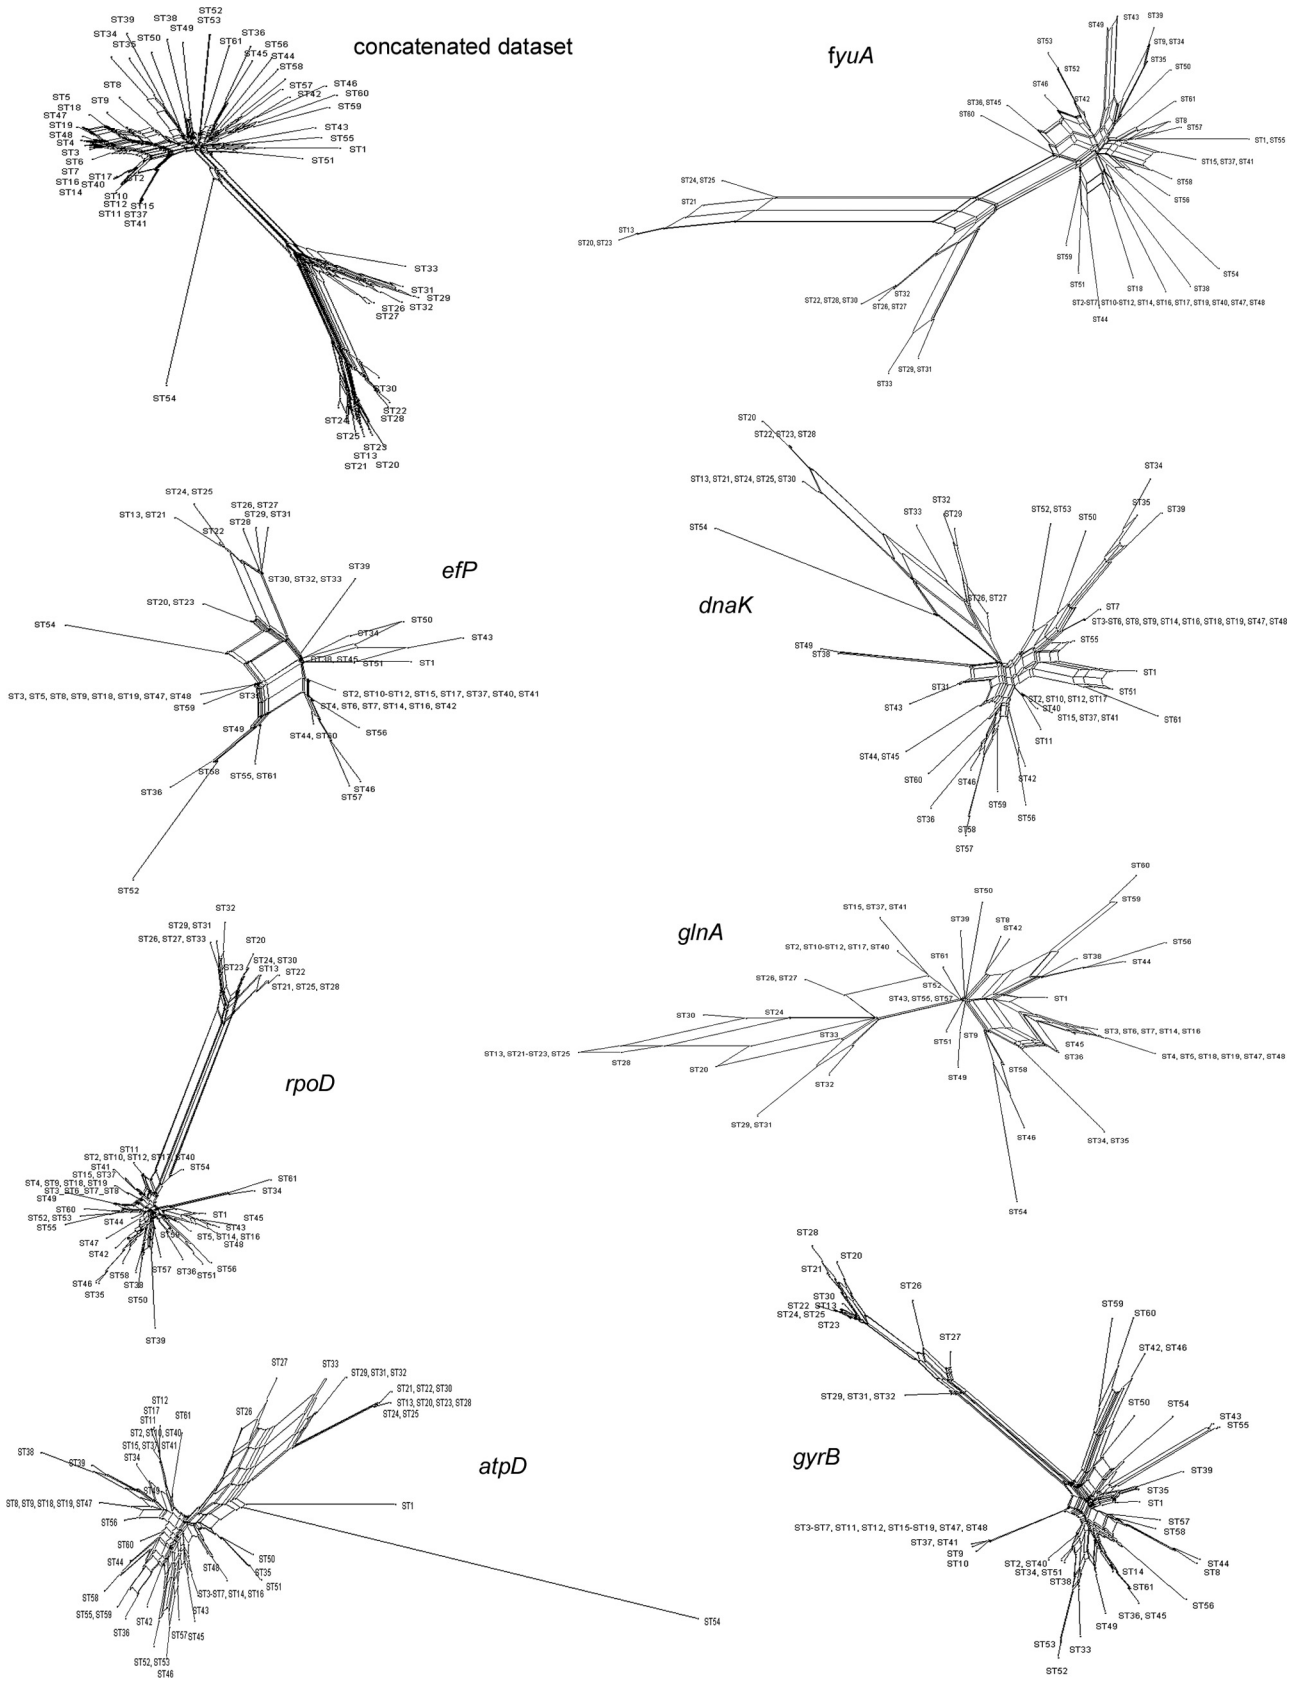 concatenated dataset
ST52
ST39
ST38
ST53
ST49
ST34
ST36
ST50
ST61
ST56
ST35
ST45
ST44
ST58
ST8
ST57
ST46
ST5
ST9
ST42
ST60
ST18
ST59
ST47
ST19
ST43
ST48
ST55
ST4
ST1
ST3
ST51
ST6
ST7
ST17
ST2
ST16
ST40
ST14
ST10
ST12
ST15
ST11
ST37
ST41
ST33
ST31
ST29
ST26
ST32
ST27
ST54
ST30
ST22
ST24
ST28
ST25
ST23
ST13
ST21
ST20
fyuA
ST43
ST39
ST49
ST9, ST34
ST53
ST35
ST52
ST50
ST46
ST42
ST61
ST36, ST45
ST60
ST8
ST57
ST1, ST55
ST15, ST37, ST41
ST24, ST25
ST58
ST21
ST56
ST13
ST20, ST23
ST59
ST54
ST51
ST18
ST38
ST32
ST22, ST28, ST30
ST26, ST27
ST2-ST7, ST10-ST12, ST14, ST16, ST17, ST19, ST40, ST47, ST48
ST44
ST29, ST31
ST33
efP
ST24, ST25
ST26, ST27
ST13, ST21
ST29, ST31
ST28
ST22
ST30, ST32, ST33
ST39
ST20, ST23
ST54
ST50
ST34
ST43
ST38, ST45
ST51
ST1
ST3, ST5, ST8, ST9, ST18, ST19, ST47, ST48
ST2, ST10-ST12, ST15, ST17, ST37, ST40, ST41
ST59
ST4, ST6, ST7, ST14, ST16, ST42
ST49
ST44, ST60
ST56
ST58
ST55, ST61
ST36
ST46
ST57
ST52
dnaK
ST20
ST22, ST23, ST28
ST34
ST13, ST21, ST24, ST25, ST30
ST32
ST35
ST33
ST29
ST52, ST53
ST39
ST54
ST50
ST26, ST27
ST7
ST3-ST6, ST8, ST9, ST14, ST16, ST18, ST19, ST47, ST48
ST49
ST38
ST55
ST1
ST31
ST51
ST43
ST2, ST10, ST12, ST17
ST40
ST15, ST37, ST41
ST61
ST11
ST44, ST45
ST60
ST46
ST42
ST59
ST36
ST56
ST58
ST57
rpoD
ST32
ST29, ST31
ST26, ST27, ST33
ST20
ST24, ST30
ST23
ST13
ST22
ST21, ST25, ST28
ST11
ST2, ST10, ST12, ST17, ST40
ST41
ST54
ST15, ST37
ST4, ST9, ST18, ST19
ST61
ST3_ST6_ST7_ST8
ST34
ST49
ST60
ST1
ST52, ST53
ST44
ST45
ST55
ST43
ST59
ST5, ST14, ST16
ST47
ST48
ST42
ST58
ST57
ST36
ST56
ST51
ST46
ST38
ST35
ST50
ST39
glnA
ST60
ST50
ST15, ST37, ST41
ST59
ST39
ST8
ST42
ST2, ST10-ST12, ST17, ST40
ST56
ST61
ST38
ST44
ST26, ST27
ST52
ST43, ST55, ST57
ST1
ST30
ST24
ST33
ST51
ST9
ST3, ST6, ST7, ST14, ST16
ST45
ST13, ST21-ST23, ST25
ST36
ST4, ST5, ST18, ST19, ST47, ST48
ST28
ST20
ST49
ST58
ST32
ST29, ST31
ST46
ST34, ST35
ST54
atpD
ST27
ST33
ST29, ST31, ST32
ST21, ST22, ST30
ST13, ST20, ST23, ST28
ST24, ST25
ST12
ST17
ST61
ST11
ST26
ST2, ST10, ST40
ST15, ST37, ST41
ST38
ST34
ST39
ST49
ST8, ST9, ST18, ST19, ST47
ST1
ST56
ST60
ST50
ST44
ST48
ST35
ST51
ST58
ST3-ST7, ST14, ST16
ST55, ST59
ST42
ST43
ST54
ST36
ST57
ST45
ST52, ST53
ST46
gyrB
ST28
ST20
ST21
ST26
ST30
ST22
ST13
ST24, ST25
ST23
ST59
ST60
ST27
ST42, ST46
ST29, ST31, ST32
ST50
ST54
ST43
ST55
ST39
ST35
ST1
ST3-ST7, ST11, ST12, ST15-ST19, ST47, ST48
ST57
ST58
ST37, ST41
ST9
ST10
ST2, ST40
ST34, ST51
ST14
ST44
ST8
ST38
ST61
ST56
ST36, ST45
ST49
ST53
ST33
ST52